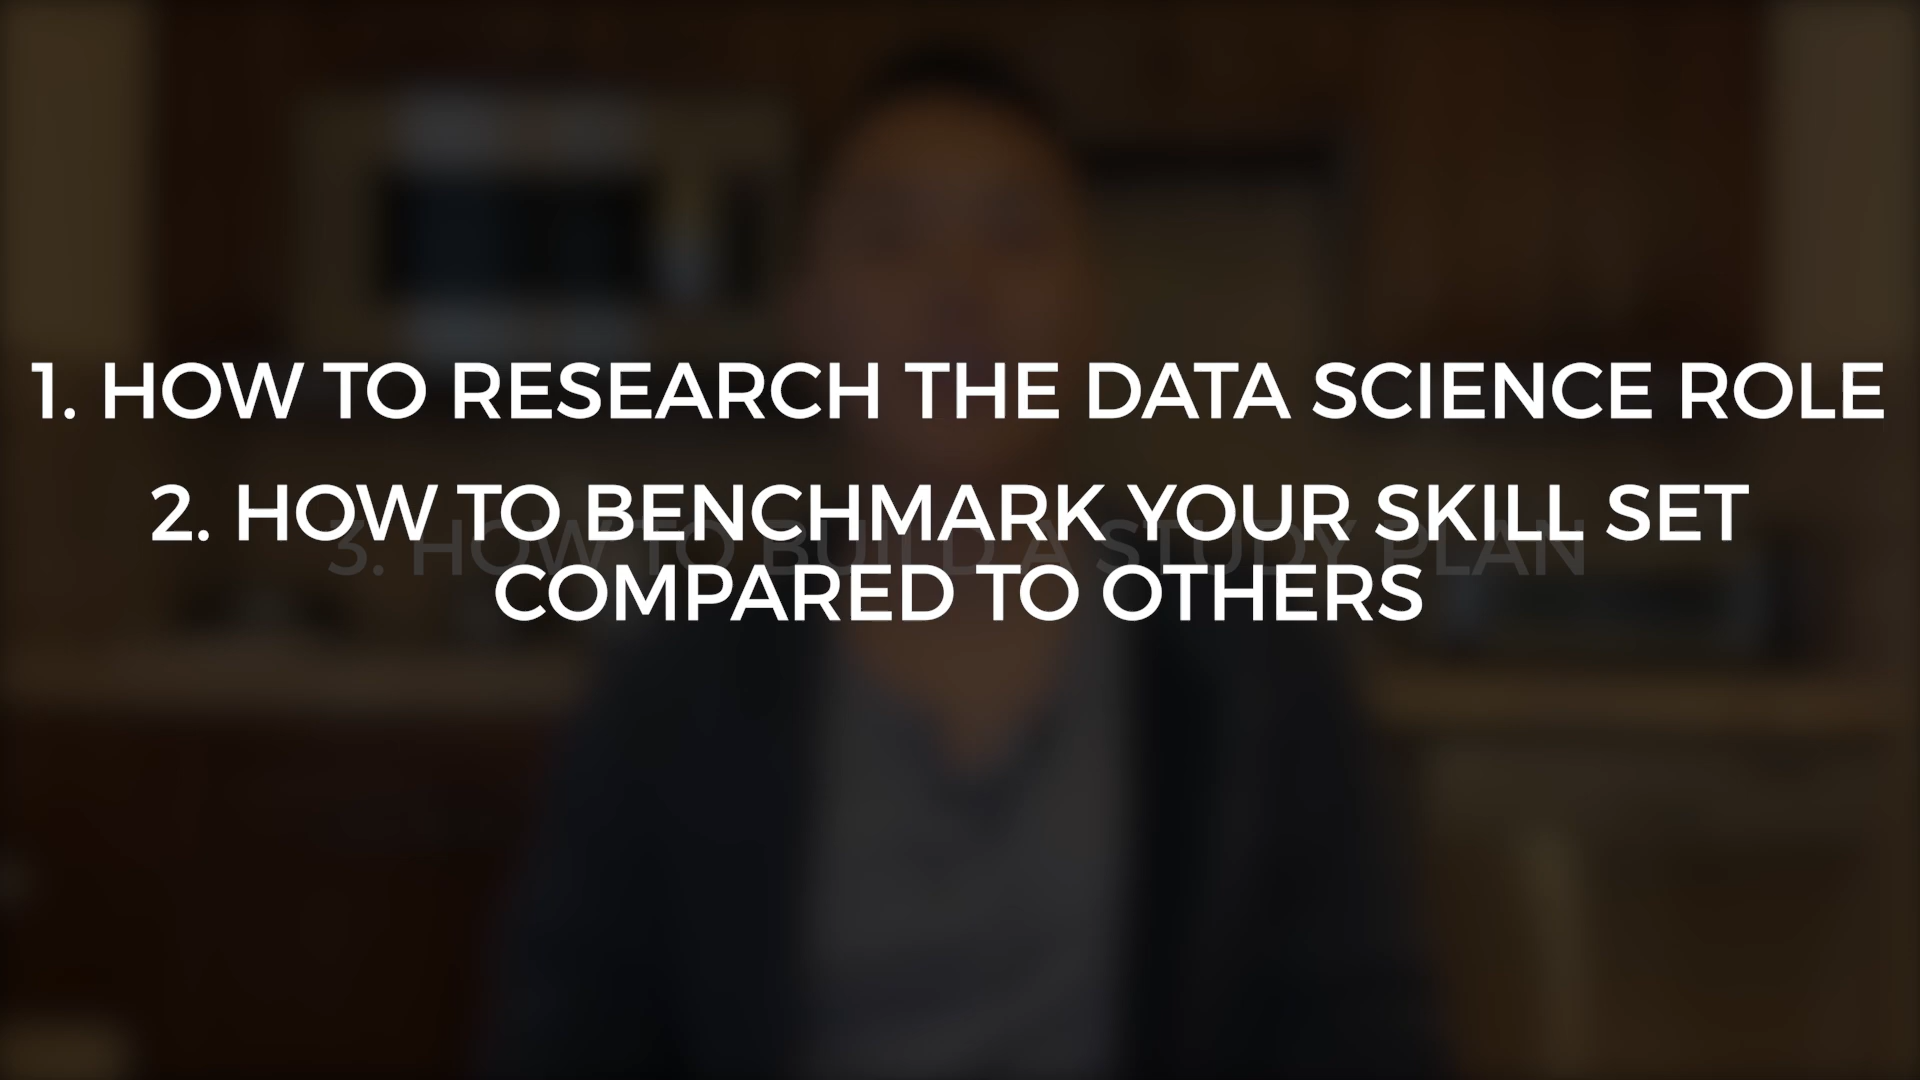 1. HOW TO RESEARCH THE DATA SCIENCE ROLE
2. HOW TO BENCHMARK YOUR SKILL SET
3. HOW TO BUILD A STUDY PLAN
COMPARED TO OTHERS